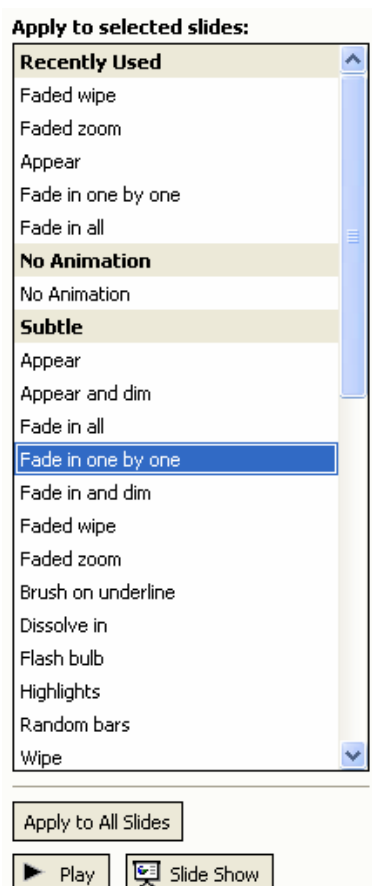 Apply to selected slides:
Recently Used
Faded wipe
Faded zoom
Appear
Fade in one by one
Fade in all
No Animation
No Animation
Subtle
Appear
Appear and dim
Fade in all
Fade in one by one
Fade in and dim
Faded wipe
Faded zoom
Brush on underline
Dissolve in
Flash bulb
Highlights
Random bars
Wipe
Apply to All Slides
Play Slide Show